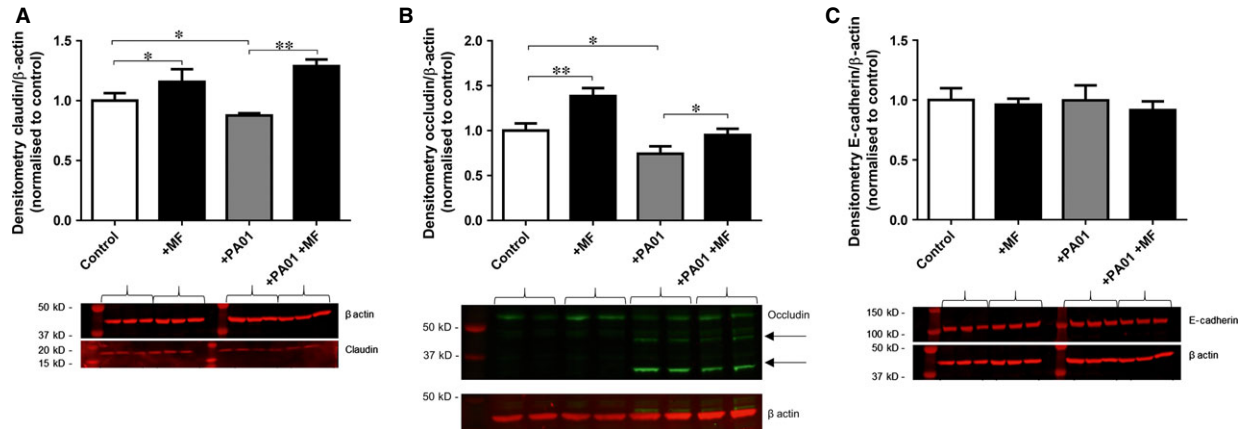 A
Densitometry claudin/β-actin
(normalised to control)
1.5
1.0
0.5
0.0
*
*
**
Control
+MF
+PA01
+PA01 +MF
50 kD -
37 kD -
20 kD -
15 kD -
β actin
Claudin
B
Densitometry occludin/β-actin
(normalised to control)
2.0
1.5
1.0
0.5
0.0
*
**
*
Control
+MF
+PA01
+PA01 +MF
50 kD -
37 kD -
50 kD -
Occludin
β actin
C
Densitometry E-cadherin/β-actin
(normalised to control)
1.5
1.0
0.5
0.0
Control
+MF
+PA01
+PA01 +MF
150 kD -
100 kD -
50 kD -
37 kD -
E-cadherin
β actin